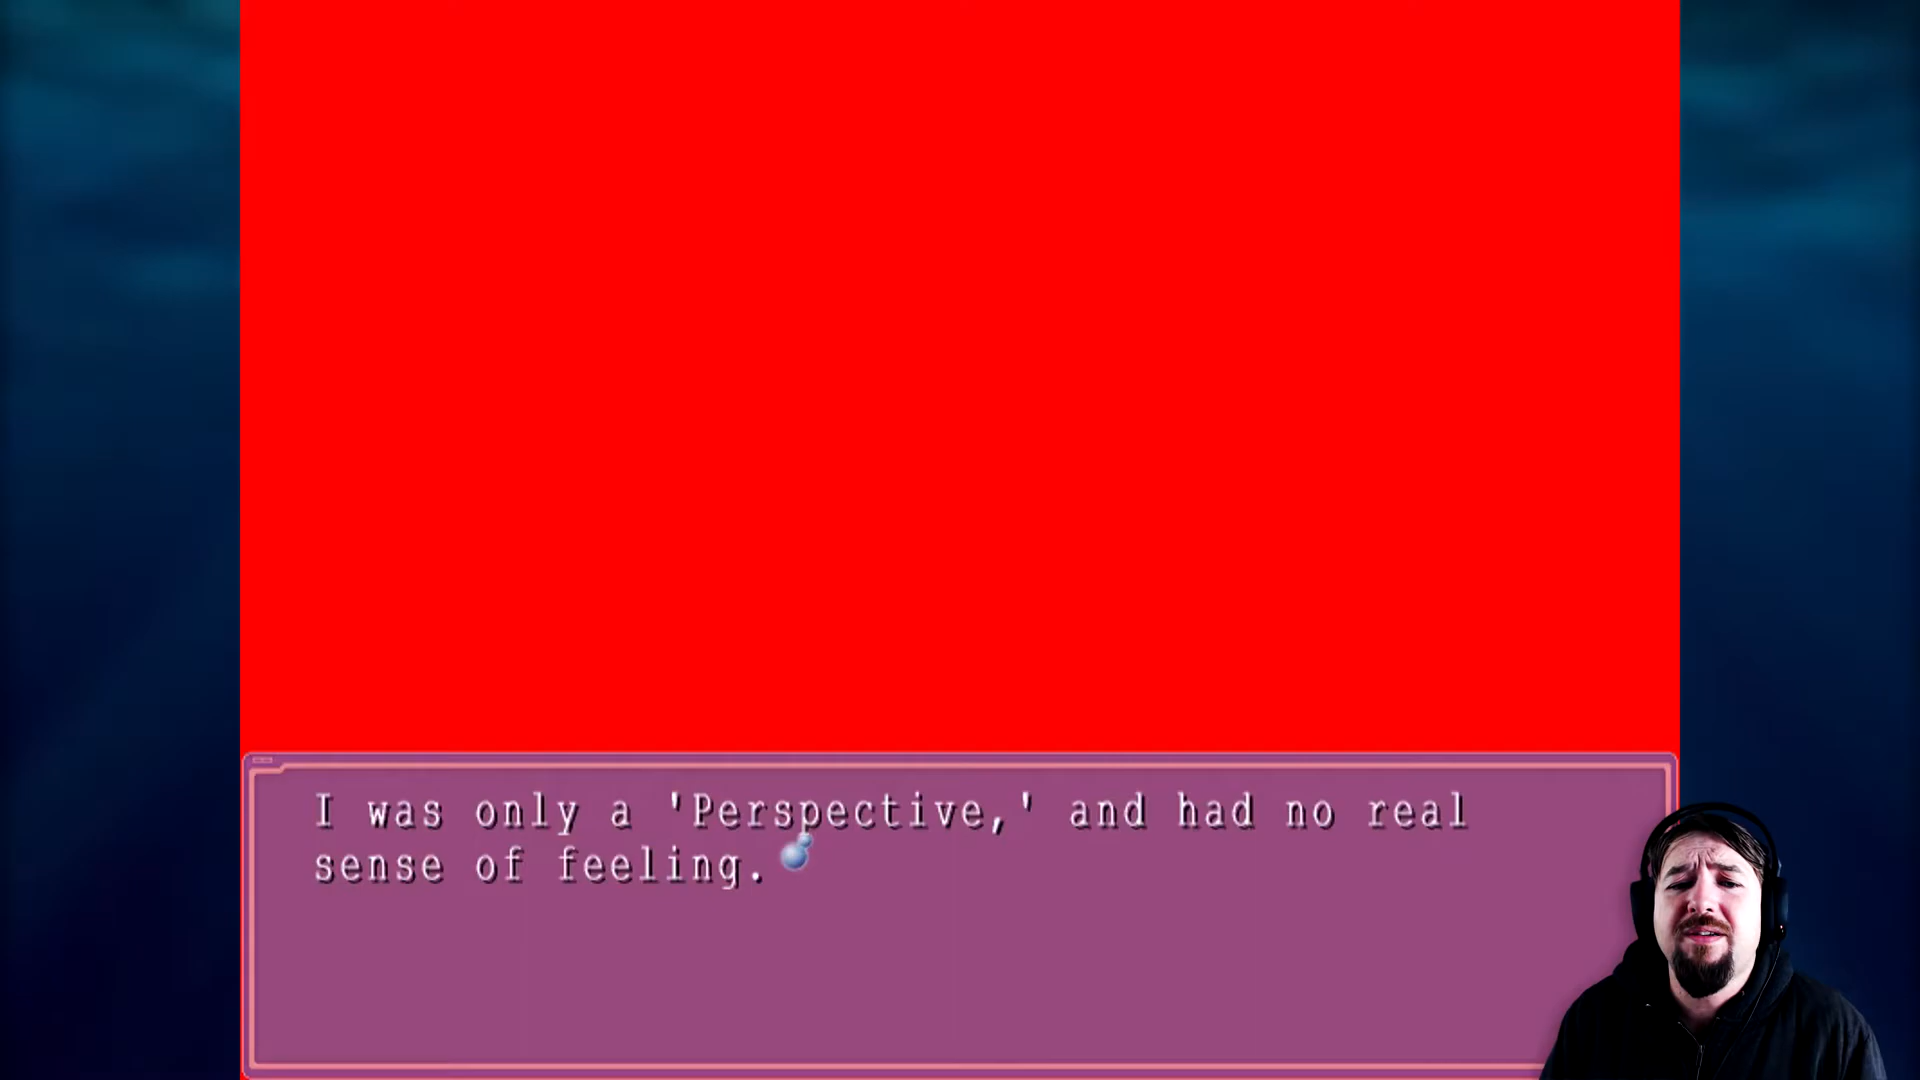 I was only a 'Perspective,' and had no real
sense of feeling.